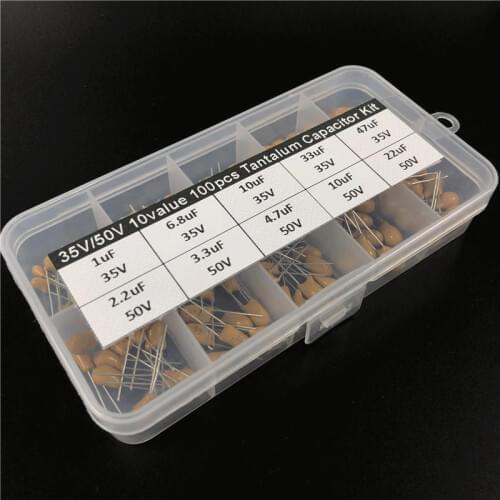 35V/50V 10value 100pcs Tantalum Capacitor Kit
1uF 6.8uF 10uF 33uF 47uF
35V 35V 35V 35V 35V
2.2uF 3.3uF 4.7uF 10uF 22uF
50V 50V 50V 50V 50V